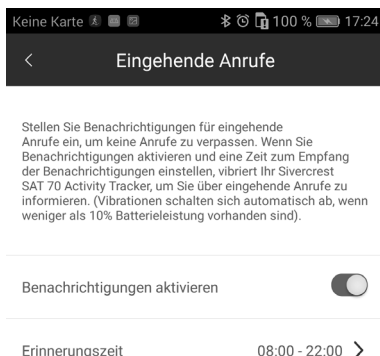 Keine Karte 100 % 17:24
Eingehende Anrufe
Stellen Sie Benachrichtigungen für eingehende
Anrufe ein, um keine Anrufe zu verpassen. Wenn Sie
Benachrichtigungen aktivieren und eine Zeit zum Empfang
der Benachrichtigungen einstellen, vibriert Ihr Sivercrest
SAT 70 Activity Tracker, um Sie über eingehende Anrufe zu
informieren. (Vibrationen schalten sich automatisch ab, wenn
weniger als 10% Batterieleistung vorhanden sind).
Benachrichtigungen aktivieren
Erinnerungszeit 08:00 - 22:00